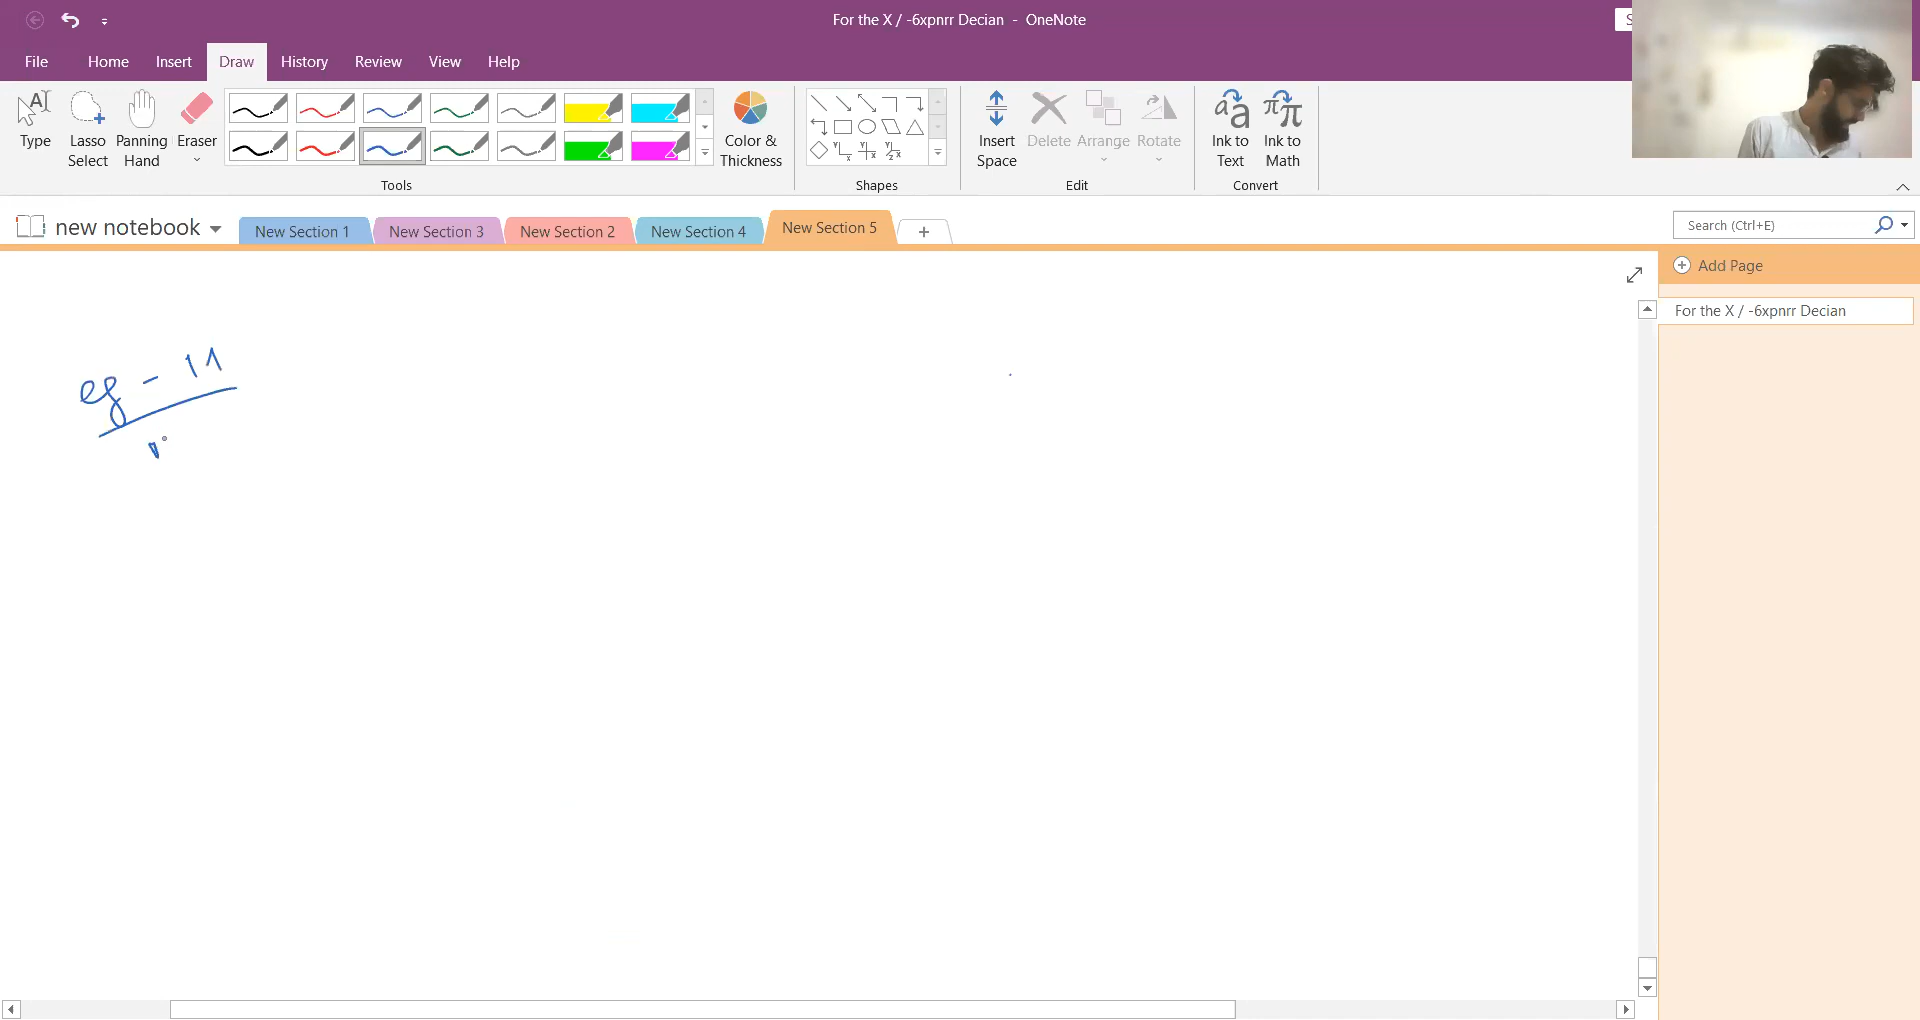 For the X / -6xpnrr Decian - OneNote
File Home Insert Draw History Review View Help
Type
Lasso Select
Panning Hand
Eraser
Color & Thickness
Insert Space
Delete
Arrange
Rotate
Ink to Text
Ink to Math
Tools
Shapes
Edit
Convert
new notebook
New Section 1
New Section 3
New Section 2
New Section 4
New Section 5
Search (Ctrl+E)
Add Page
For the X / -6xpnrr Decian
eg - 11